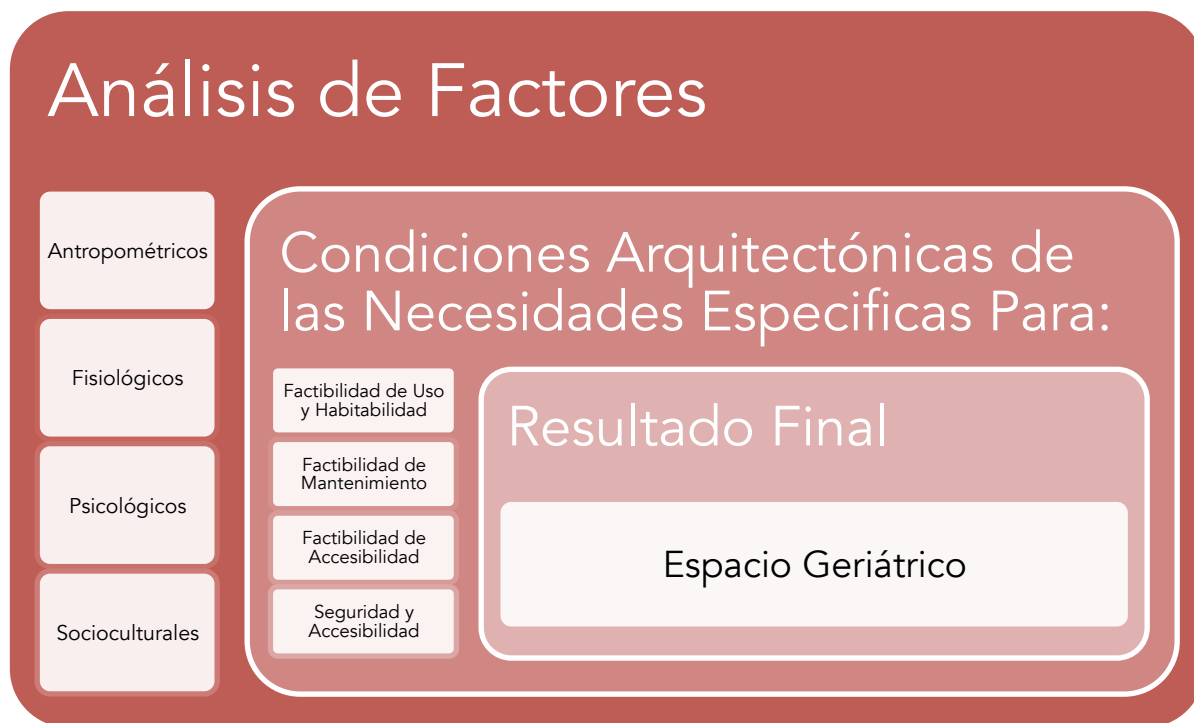 Análisis de Factores
Antropométricos
Fisiológicos
Psicológicos
Socioculturales
Condiciones Arquitectónicas de
las Necesidades Especificas Para:
Factibilidad de Uso
y Habitabilidad
Factibilidad de
Mantenimiento
Factibilidad de
Accesibilidad
Seguridad y
Accesibilidad
Resultado Final
Espacio Geriátrico